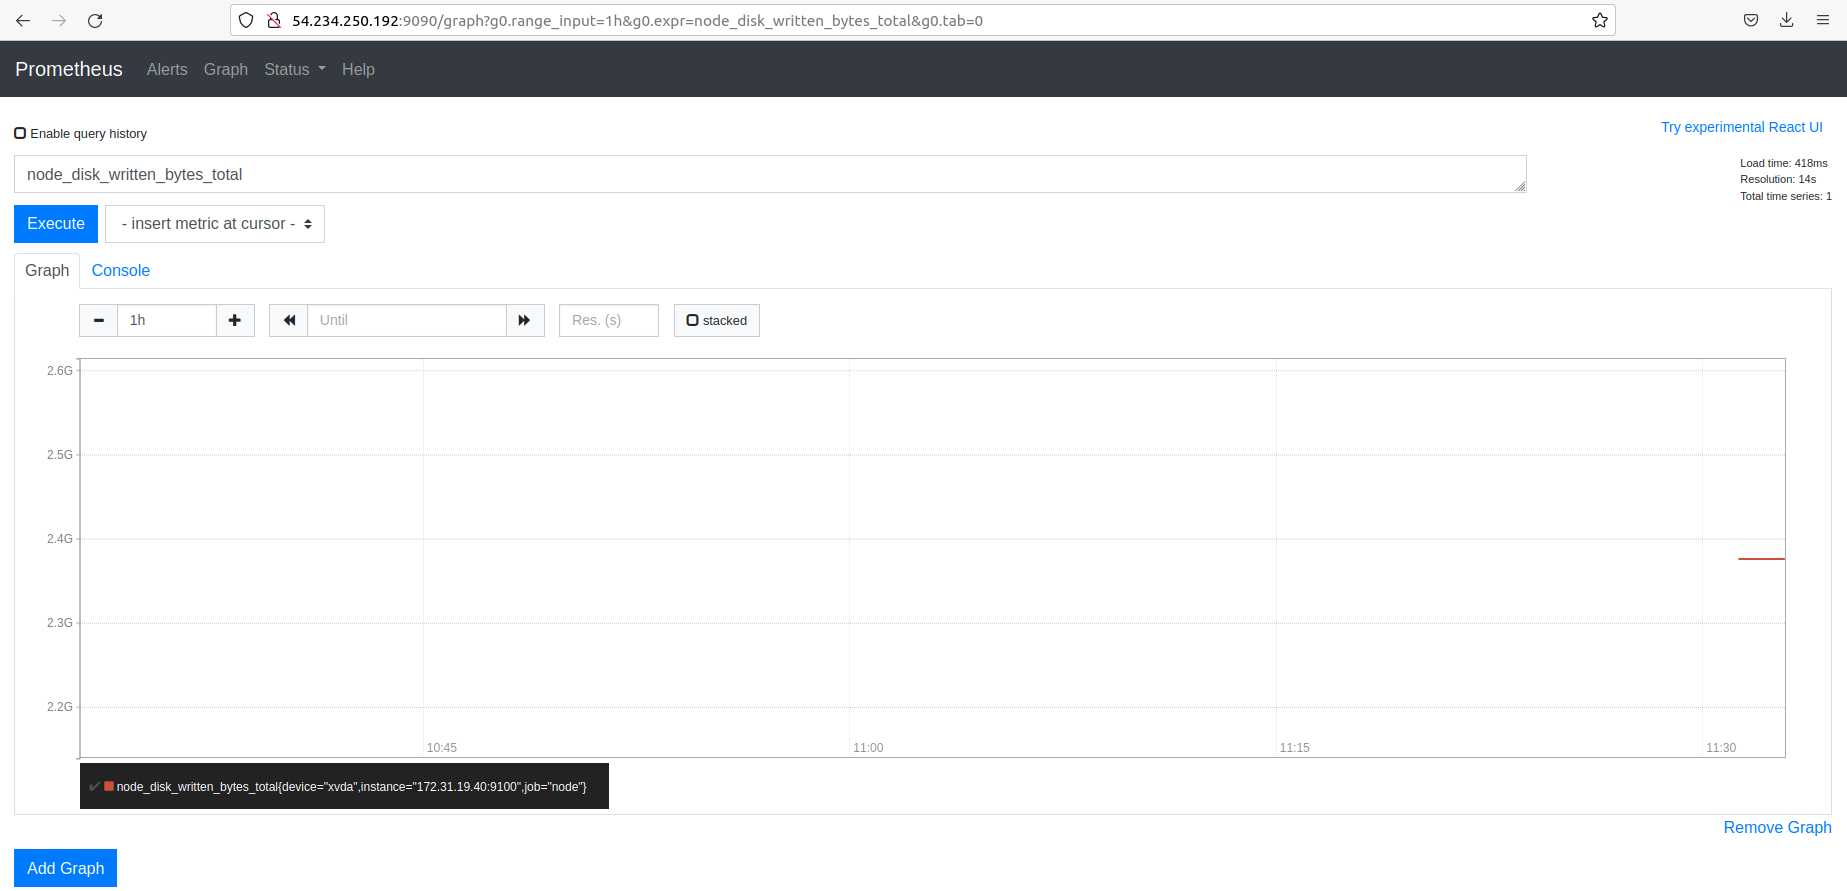 54.234.250.192:9090/graph?g0.range_input=1h&g0.expr=node_disk_written_bytes_total&g0.tab=0
Prometheus Alerts Graph Status Help
Enable query history
Try experimental React UI
node_disk_written_bytes_total
Load time: 418ms
Resolution: 14s
Total time series: 1
Execute - insert metric at cursor -
Graph Console
1h Until Res. (s) stacked
2.6G
2.5G
2.4G
2.3G
2.2G
10:45 11:00 11:15 11:30
node_disk_written_bytes_total{device="xvda",instance="172.31.19.40:9100",job="node"}
Remove Graph
Add Graph